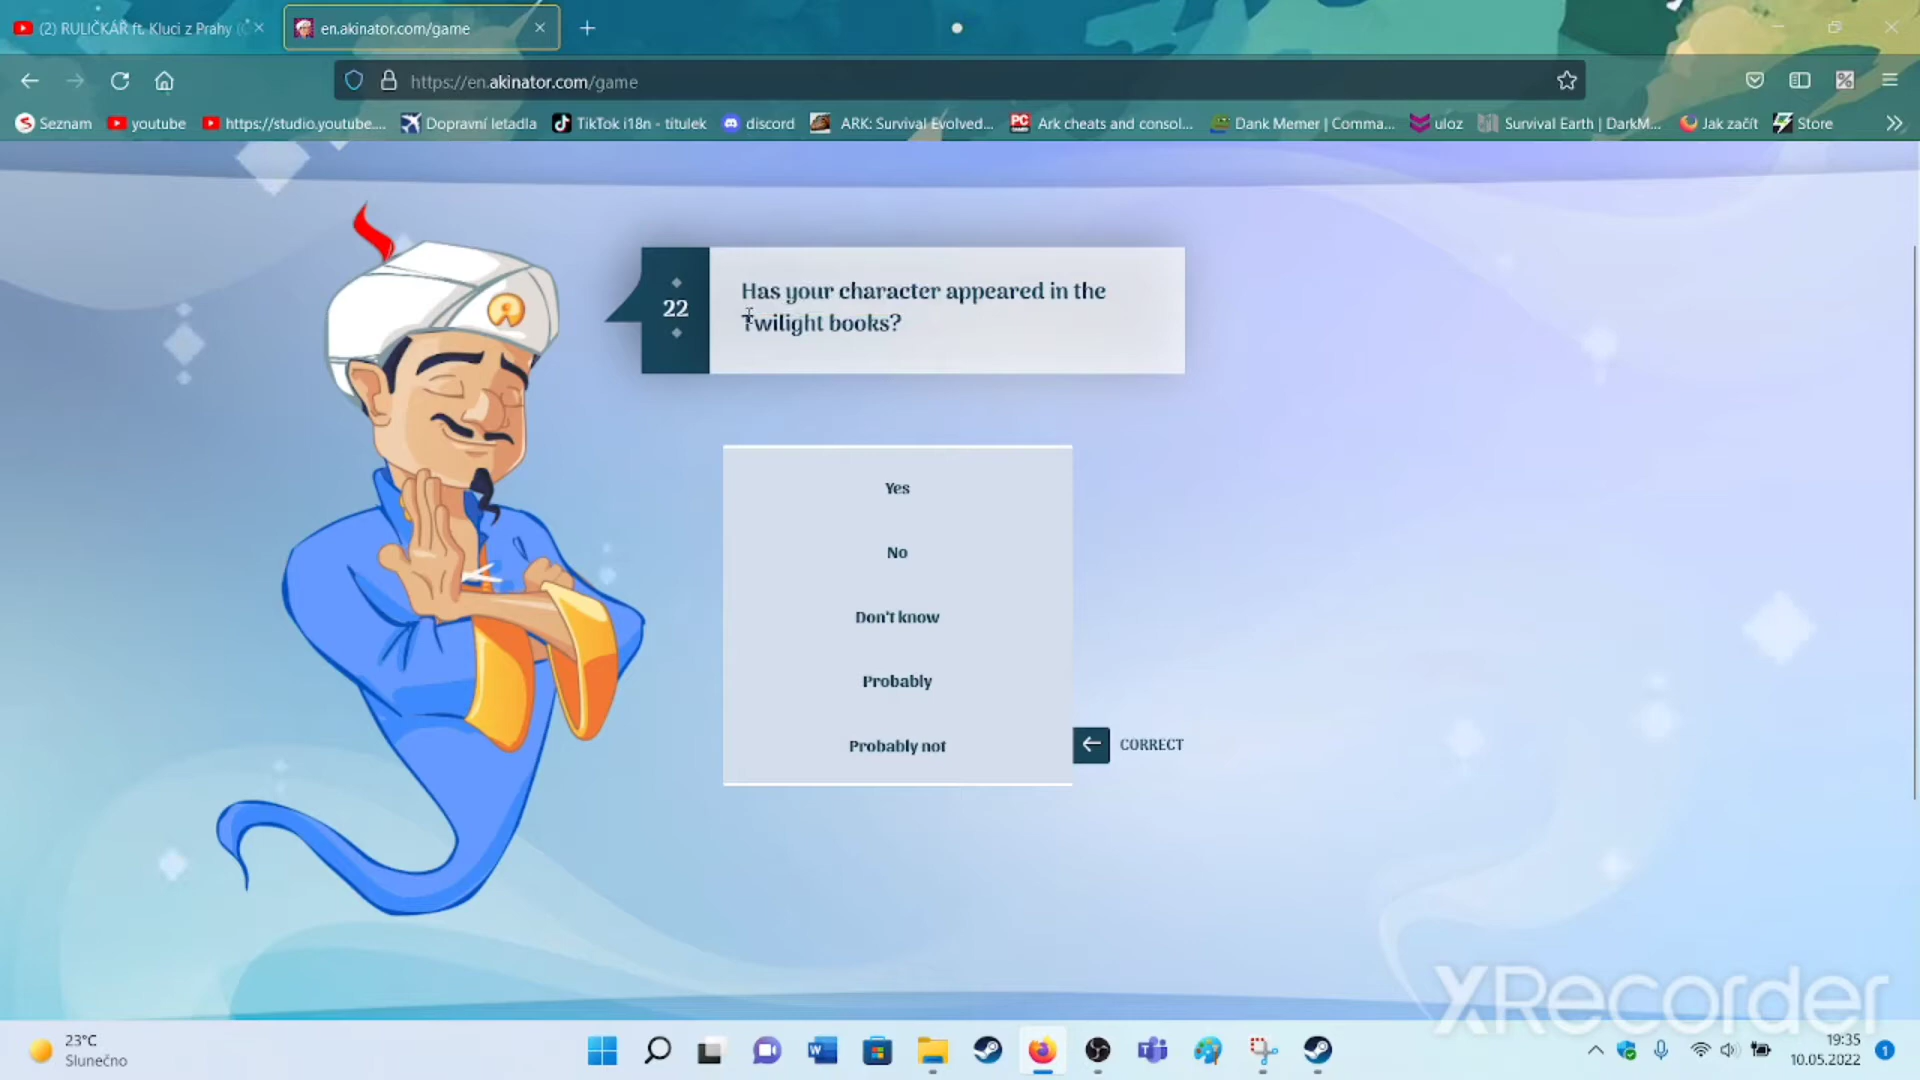 (2) RULIČKÁŘ ft. Kluci z Prahy (
en.akinator.com/game
https://en.akinator.com/game
Seznam
youtube
https://studio.youtube....
Dopravní letadla
TikTok i18n - titulek
discord
ARK: Survival Evolved...
Ark cheats and consol...
Dank Memer | Comma...
uloz
Survival Earth | DarkM...
Jak začít
Store
22
Has your character appeared in the
Twilight books?
Yes
No
Don't know
Probably
Probably not
CORRECT
XRecorder
23°C
Slunečno
19:35
10.05.2022
1